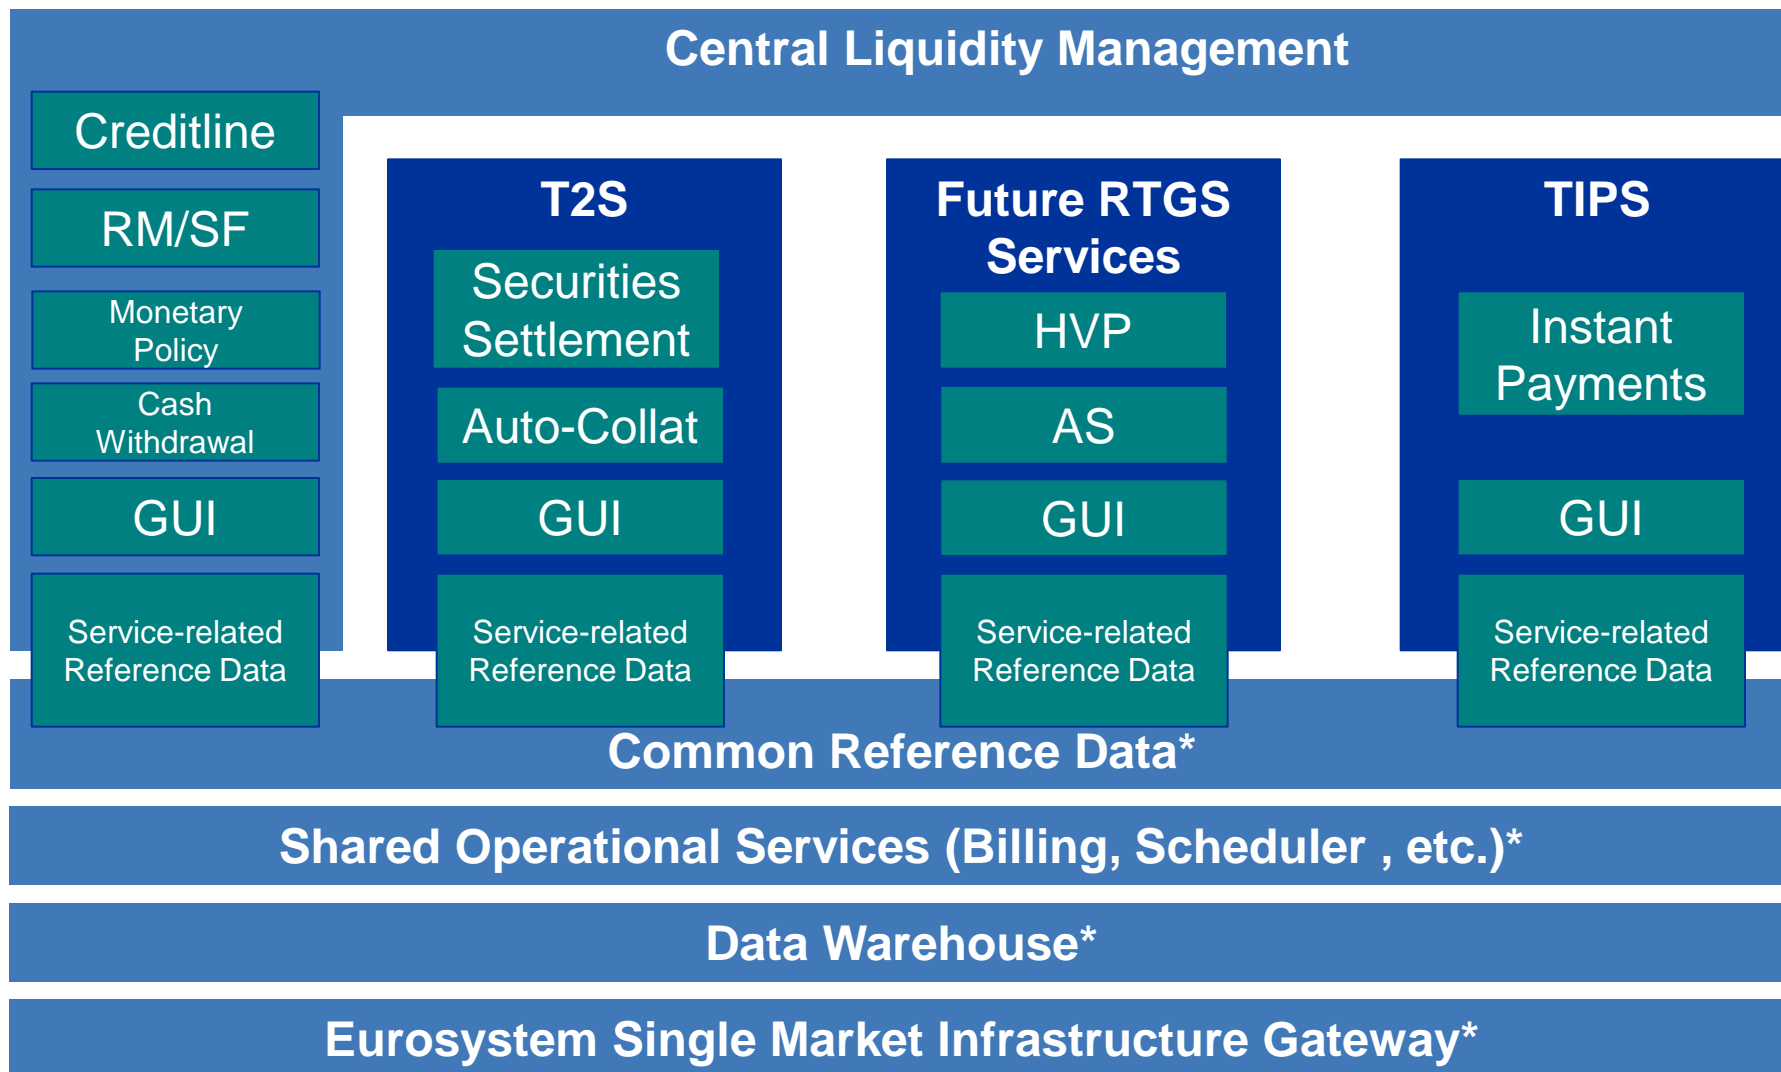 Central Liquidity Management
Creditline
RM/SF
Monetary
Policy
Cash
Withdrawal
GUI
Service-related
Reference Data
T2S
Securities
Settlement
Auto-Collat
GUI
Service-related
Reference Data
Future RTGS
Services
HVP
AS
GUI
Service-related
Reference Data
TIPS
Instant
Payments
GUI
Service-related
Reference Data
Common Reference Data*
Shared Operational Services (Billing, Scheduler , etc.)*
Data Warehouse*
Eurosystem Single Market Infrastructure Gateway*